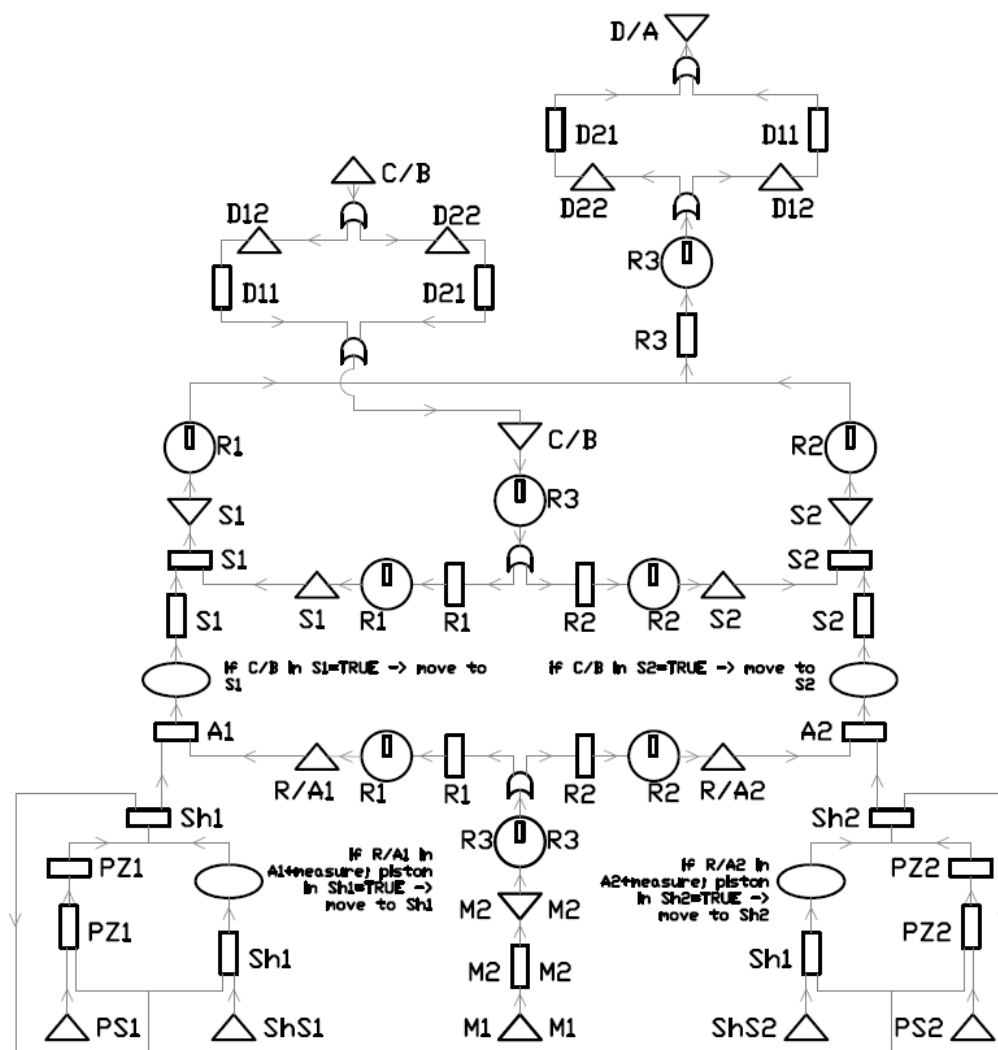 D/A
D21
D11
C/B
D22
D12
D12
D22
R3
D11
D21
R3
R1
C/B
R2
S1
R3
S2
S1
S2
S1
S1
R1
R1
R2
R2
S2
S2
If C/B in S1=TRUE -> move to
S1
if C/B in S2=TRUE -> move to
S2
A1
A2
R/A1
R1
R1
R2
R2
R/A2
Sh1
Sh2
R3
R3
If R/A1 in
A1+measure; piston
in Sh1=TRUE ->
move to Sh1
if R/A2 in
A2+measure; piston
in Sh2=TRUE ->
move to Sh2
PZ1
PZ2
M2
M2
PZ1
Sh1
M2
M2
Sh1
PZ2
PS1
ShS1
M1
M1
ShS2
PS2